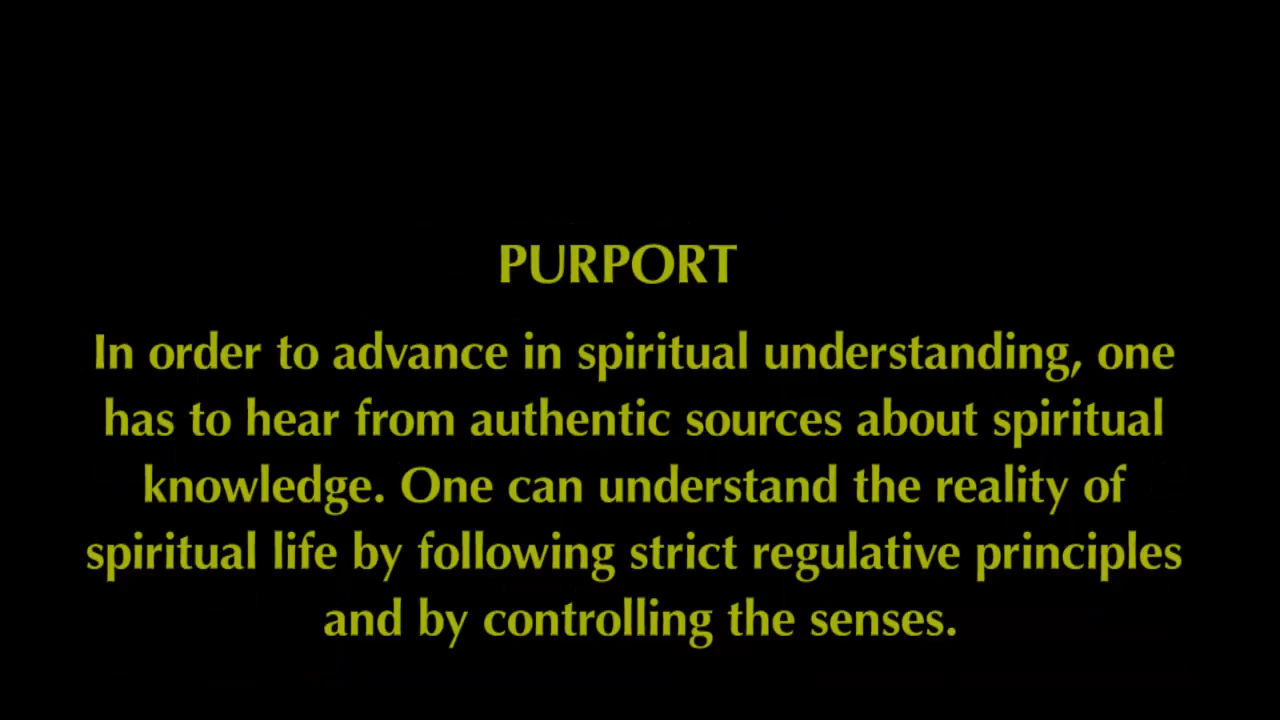 PURPORT
In order to advance in spiritual understanding, one
has to hear from authentic sources about spiritual
knowledge. One can understand the reality of
spiritual life by following strict regulative principles
and by controlling the senses.